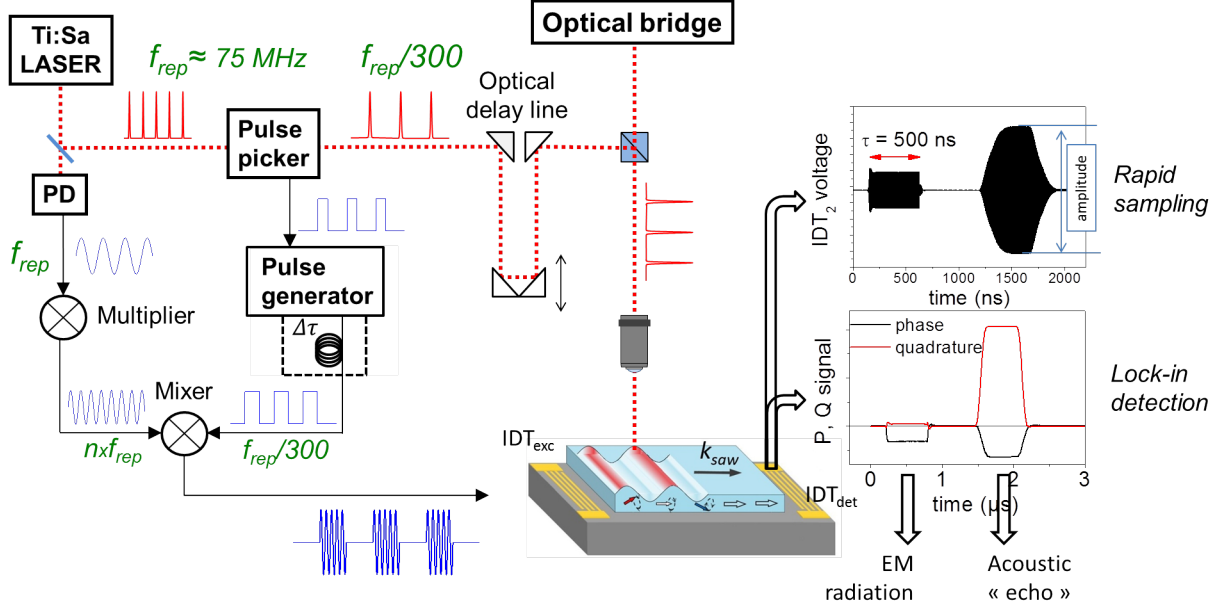 Ti:Sa
LASER
f_rep ≈ 75 MHz
f_rep/300
Optical bridge
Optical
delay line
Pulse
picker
PD
f_rep
Multiplier
Pulse
generator
Δτ
Mixer
nxf_rep
f_rep/300
IDT_exc
k_saw
IDT_det
τ = 500 ns
amplitude
IDT_2 voltage
0
500
1000
1500
2000
time (ns)
Rapid
sampling
phase
quadrature
P, Q signal
0
1
2
3
time (µs)
Lock-in
detection
EM
radiation
Acoustic
« echo »